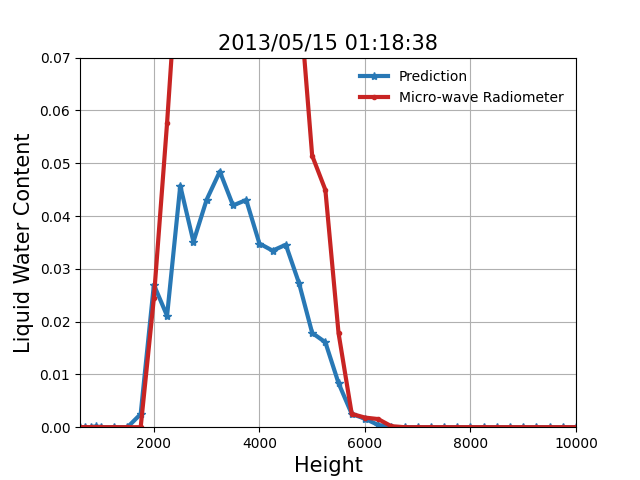 2013/05/15 01:18:38
Prediction
Micro-wave Radiometer
0.07
0.06
0.05
0.04
0.03
0.02
0.01
0.00
Liquid Water Content
2000 4000 6000 8000 10000
Height